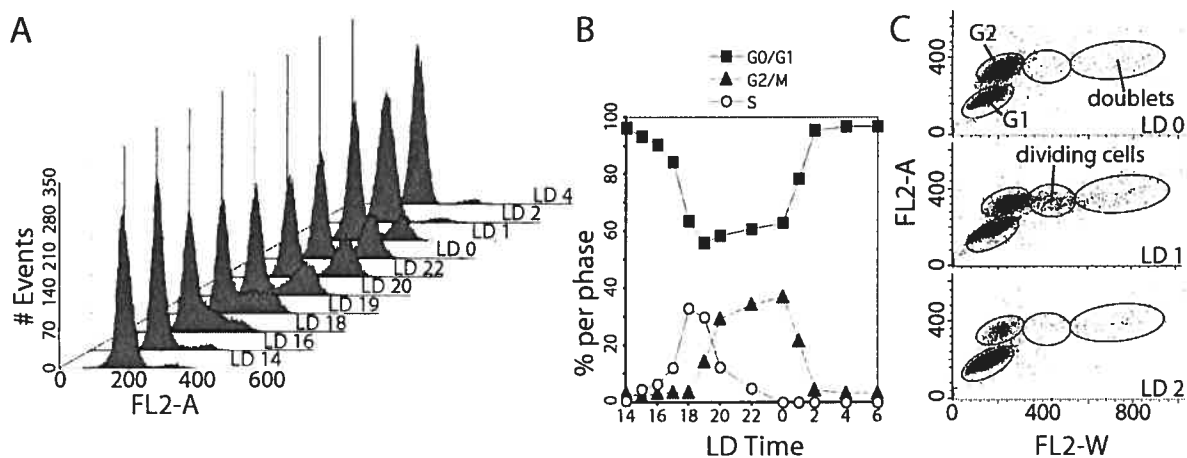 A
# Events
350
280
210
140
70
0
0
200
400
600
FL2-A
LD 4
LD 2
LD 1
LD 0
LD 22
LD 20
LD 19
LD 18
LD 16
LD 14
B
G0/G1
G2/M
S
% per phase
100
80
60
40
20
0
14 16 18 20 22 0 2 4 6
LD Time
C
FL2-A
G2
400
0
G1
doublets
LD 0
dividing cells
400
0
LD 1
400
0
LD 2
0 400 800
FL2-W